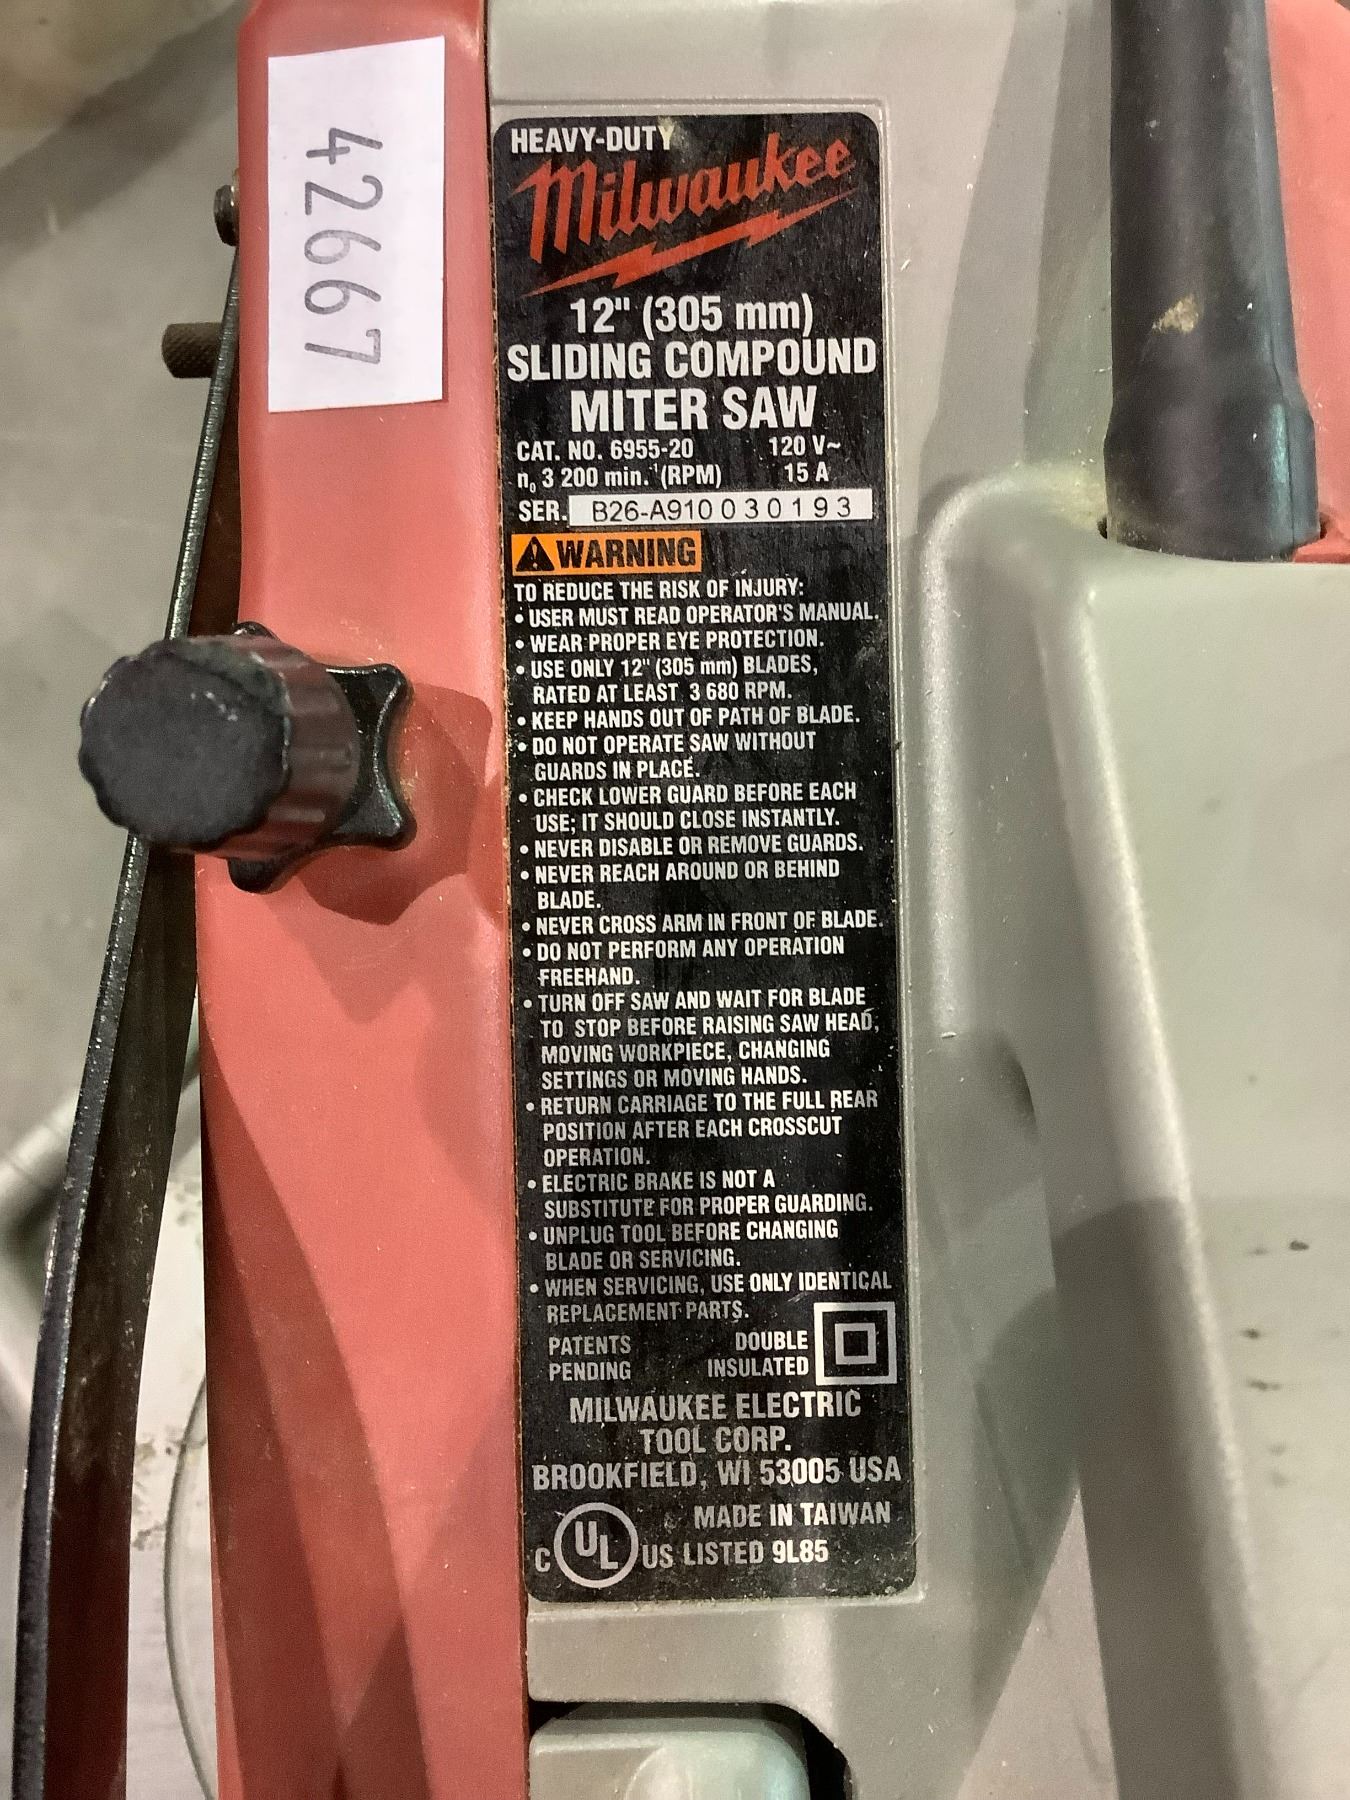 42667
HEAVY-DUTY
Milwaukee
12" (305 mm)
SLIDING COMPOUND
MITER SAW
CAT. NO. 6955-20 120 V~
n₀ 3 200 min.⁻¹ (RPM) 15 A
SER. B26-A910030193
WARNING
TO REDUCE THE RISK OF INJURY:
• USER MUST READ OPERATOR'S MANUAL.
• WEAR PROPER EYE PROTECTION.
• USE ONLY 12" (305 mm) BLADES,
RATED AT LEAST 3 680 RPM.
• KEEP HANDS OUT OF PATH OF BLADE.
• DO NOT OPERATE SAW WITHOUT
GUARDS IN PLACE.
• CHECK LOWER GUARD BEFORE EACH
USE; IT SHOULD CLOSE INSTANTLY.
• NEVER DISABLE OR REMOVE GUARDS.
• NEVER REACH AROUND OR BEHIND
BLADE.
• NEVER CROSS ARM IN FRONT OF BLADE.
• DO NOT PERFORM ANY OPERATION
FREEHAND.
• TURN OFF SAW AND WAIT FOR BLADE
TO STOP BEFORE RAISING SAW HEAD,
MOVING WORKPIECE, CHANGING
SETTINGS OR MOVING HANDS.
• RETURN CARRIAGE TO THE FULL REAR
POSITION AFTER EACH CROSSCUT
OPERATION.
• ELECTRIC BRAKE IS NOT A
SUBSTITUTE FOR PROPER GUARDING.
• UNPLUG TOOL BEFORE CHANGING
BLADE OR SERVICING.
• WHEN SERVICING, USE ONLY IDENTICAL
REPLACEMENT PARTS.
PATENTS DOUBLE
PENDING INSULATED
MILWAUKEE ELECTRIC
TOOL CORP.
BROOKFIELD, WI 53005 USA
MADE IN TAIWAN
C UL US LISTED 9L85